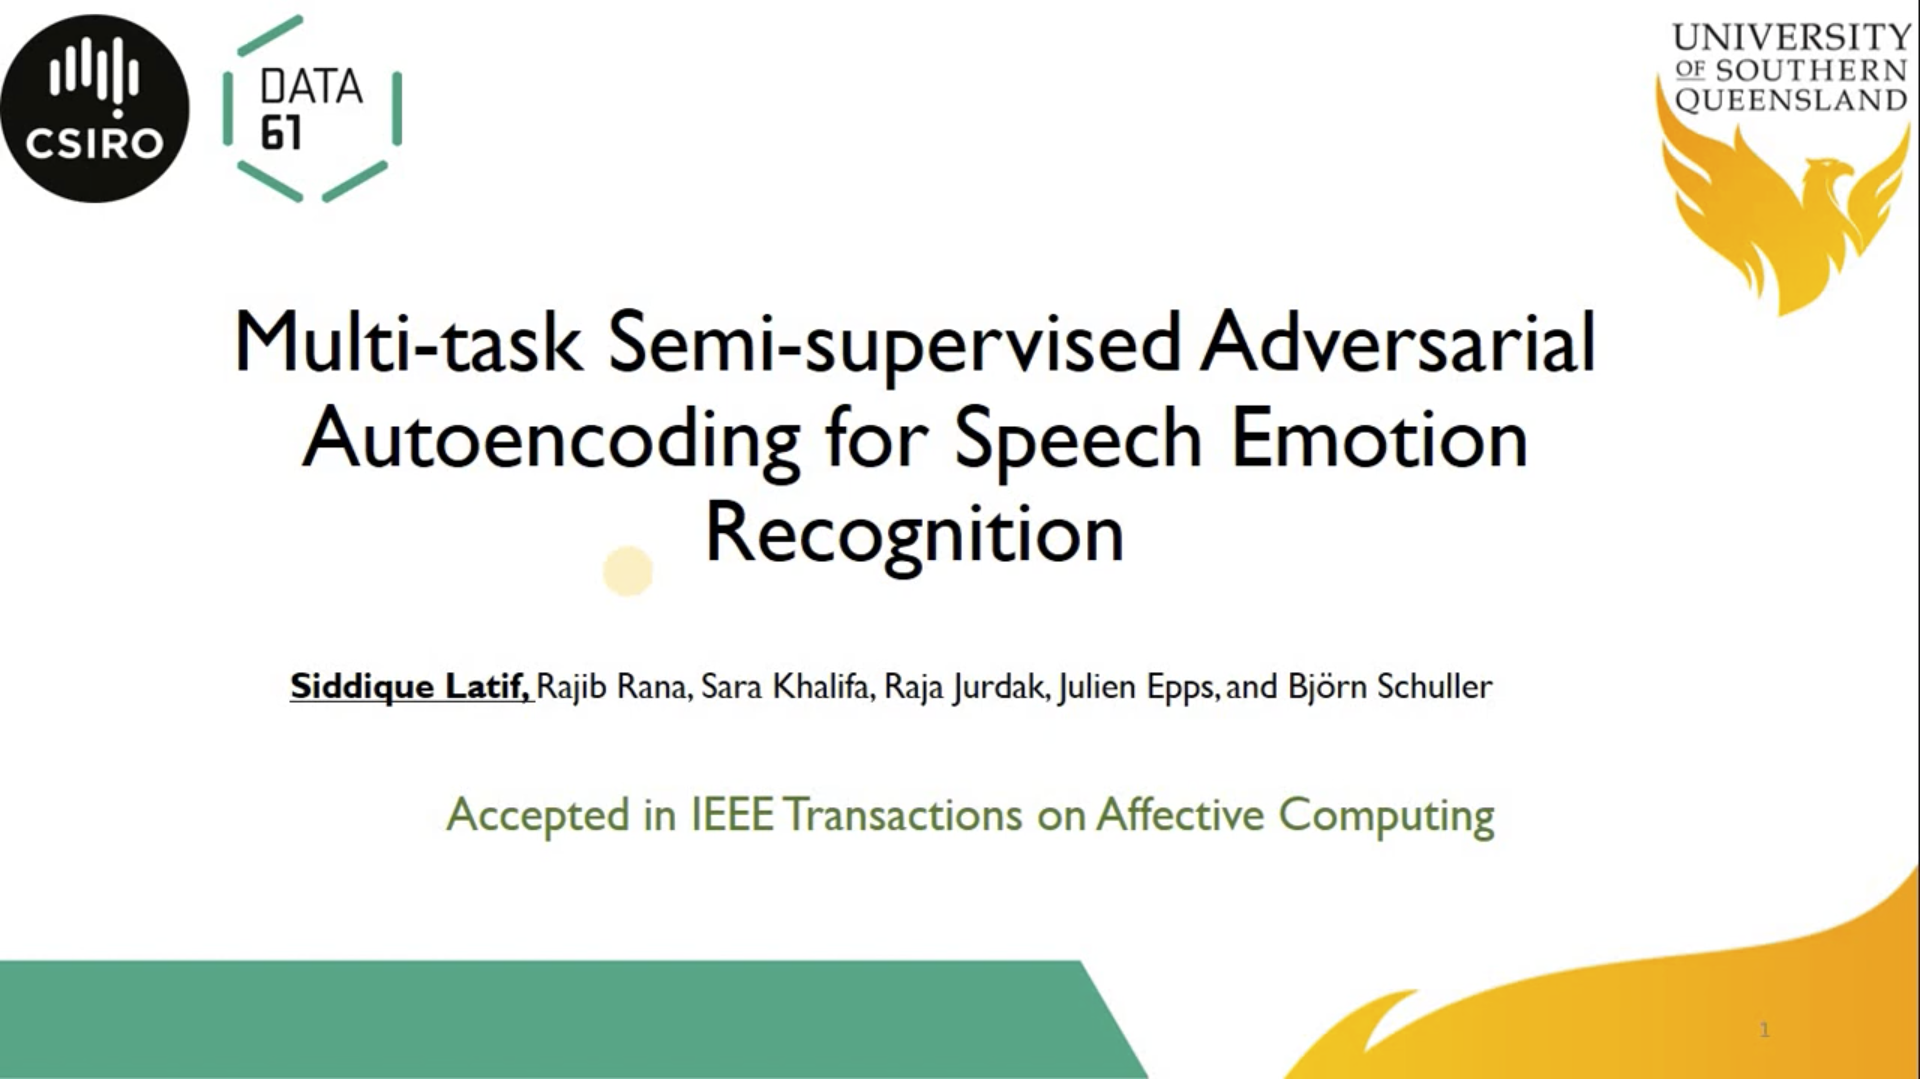 CSIRO
DATA
61
UNIVERSITY
OF SOUTHERN
QUEENSLAND
Multi-task Semi-supervised Adversarial
Autoencoding for Speech Emotion
Recognition
Siddique Latif, Rajib Rana, Sara Khalifa, Raja Jurdak, Julien Epps, and Björn Schuller
Accepted in IEEE Transactions on Affective Computing
1